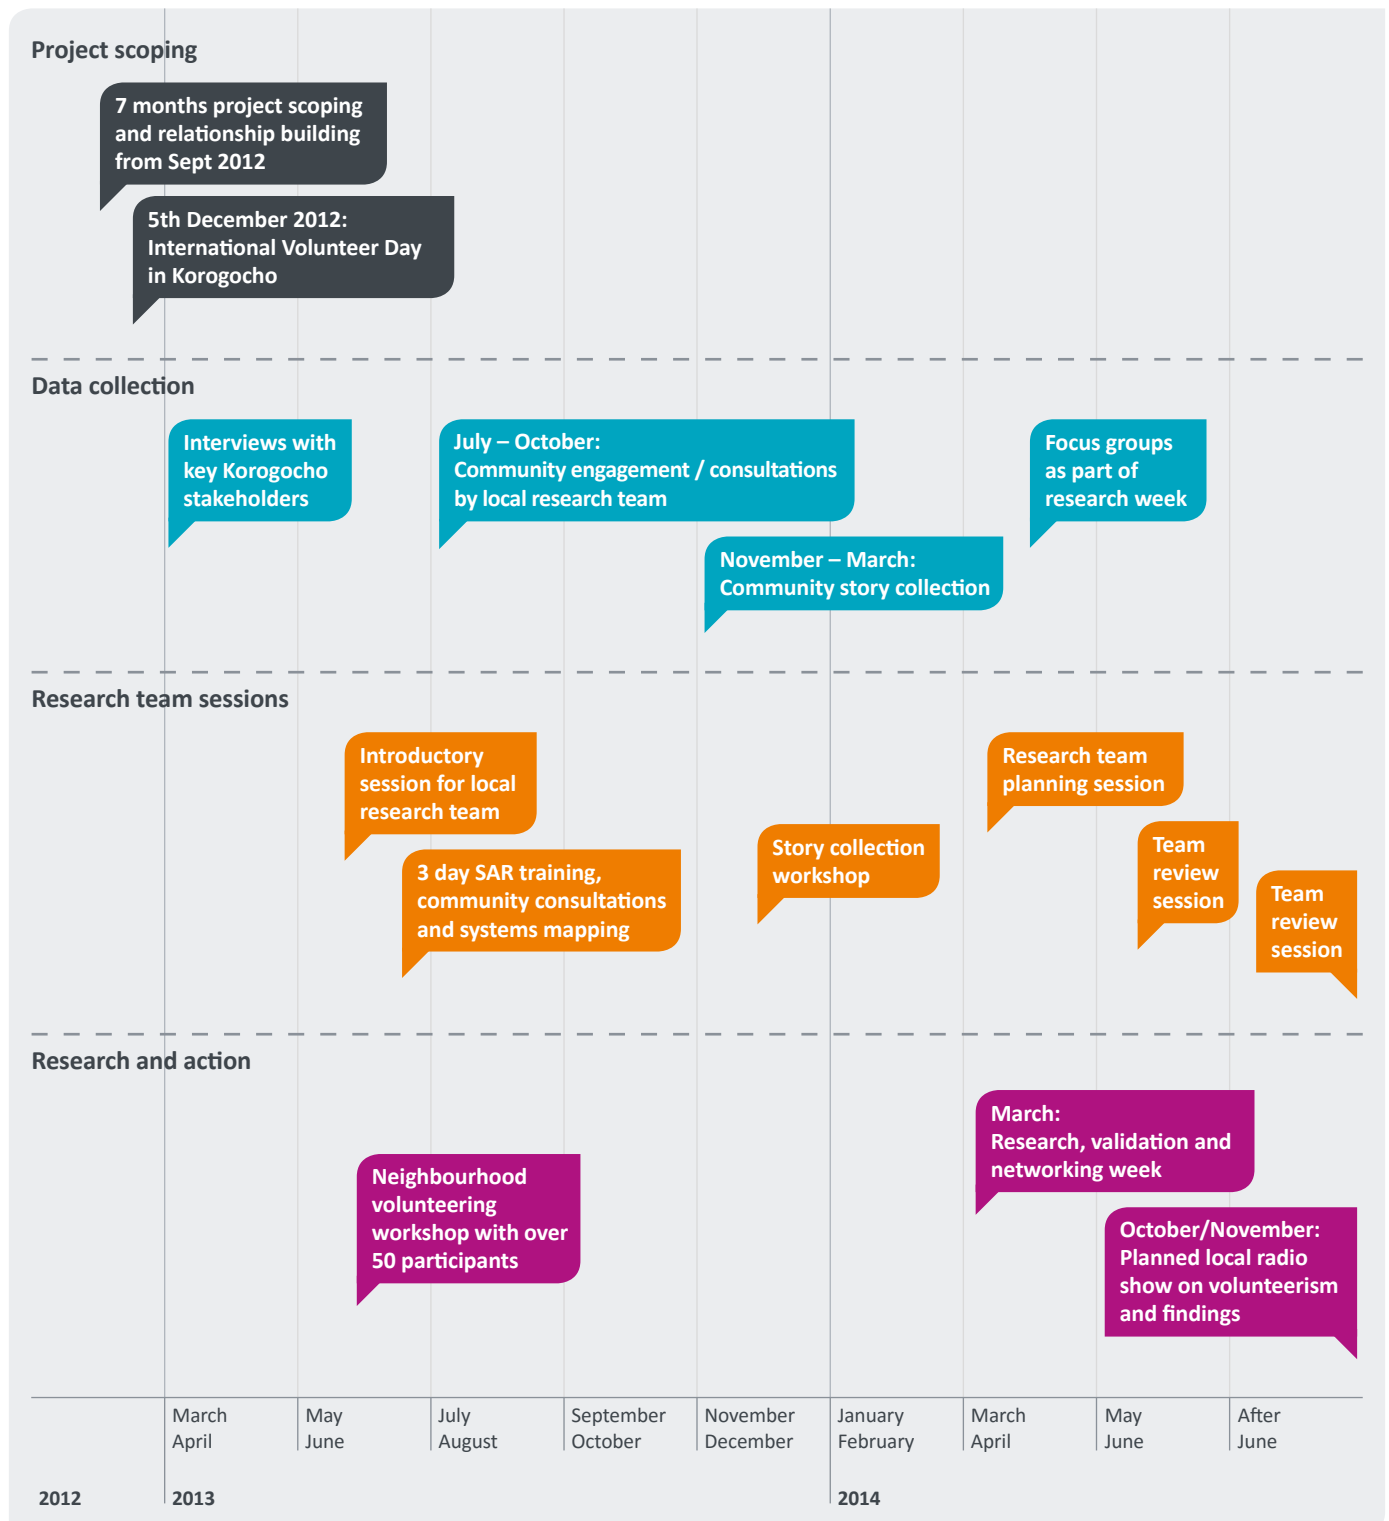 Project scoping
7 months project scoping
and relationship building
from Sept 2012
5th December 2012:
International Volunteer Day
in Korogocho
Data collection
Interviews with
key Korogocho
stakeholders
July – October:
Community engagement / consultations
by local research team
November – March:
Community story collection
Focus groups
as part of
research week
Research team sessions
Introductory
session for local
research team
3 day SAR training,
community consultations
and systems mapping
Story collection
workshop
Research team
planning session
Team
review
session
Team
review
session
Research and action
Neighbourhood
volunteering
workshop with over
50 participants
March:
Research, validation and
networking week
October/November:
Planned local radio
show on volunteerism
and findings
March
April
May
June
July
August
September
October
November
December
January
February
March
April
May
June
After
June
2012
2013
2014